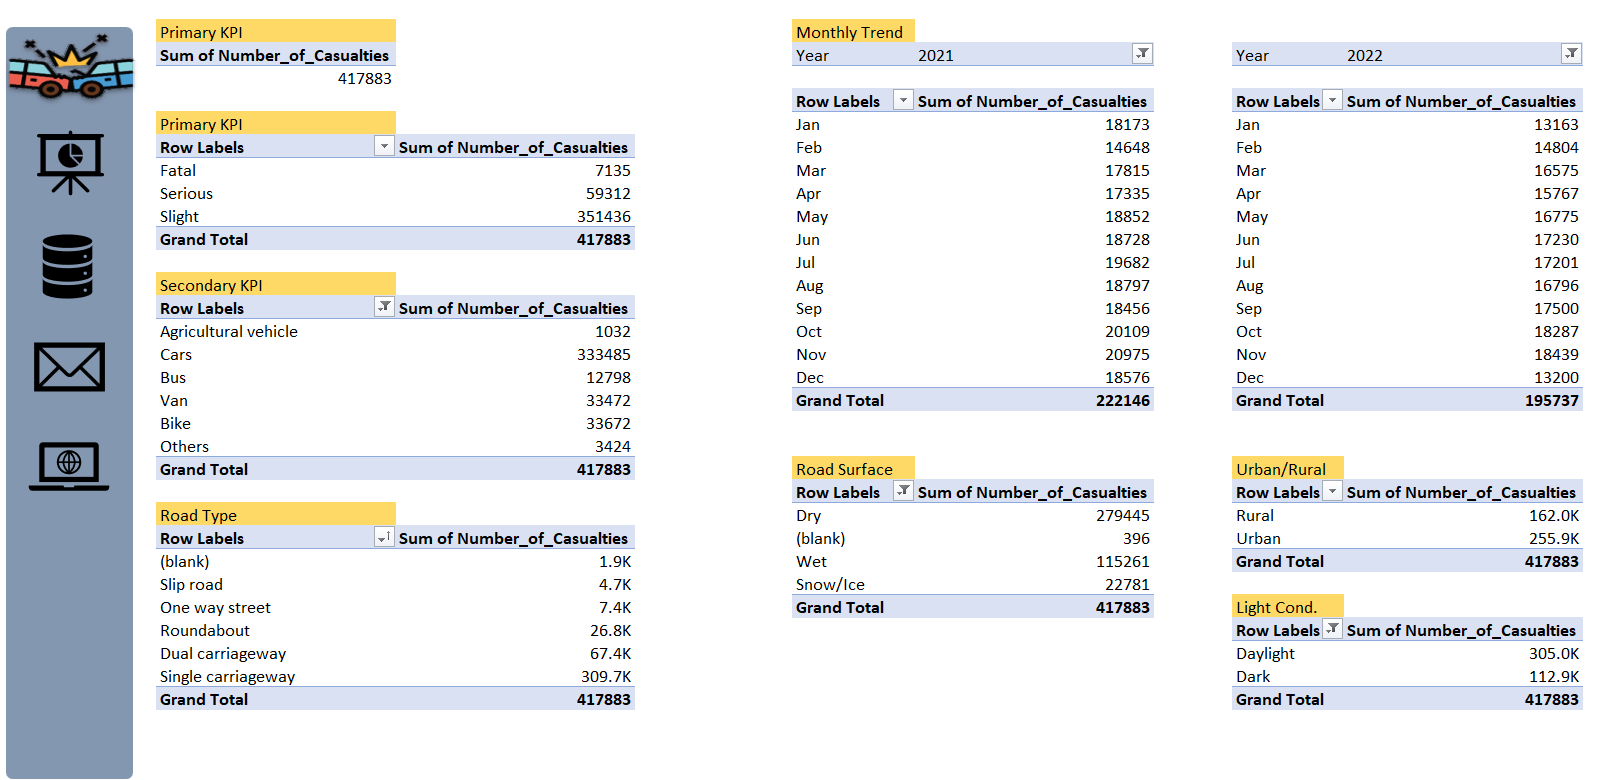 Primary KPI
Sum of Number_of_Casualties
417883
Primary KPI
Row Labels Sum of Number_of_Casualties
Fatal 7135
Serious 59312
Slight 351436
Grand Total 417883
Secondary KPI
Row Labels Sum of Number_of_Casualties
Agricultural vehicle 1032
Cars 333485
Bus 12798
Van 33472
Bike 33672
Others 3424
Grand Total 417883
Road Type
Row Labels Sum of Number_of_Casualties
(blank) 1.9K
Slip road 4.7K
One way street 7.4K
Roundabout 26.8K
Dual carriageway 67.4K
Single carriageway 309.7K
Grand Total 417883
Monthly Trend
Year 2021
Row Labels Sum of Number_of_Casualties
Jan 18173
Feb 14648
Mar 17815
Apr 17335
May 18852
Jun 18728
Jul 19682
Aug 18797
Sep 18456
Oct 20109
Nov 20975
Dec 18576
Grand Total 222146
Year 2022
Row Labels Sum of Number_of_Casualties
Jan 13163
Feb 14804
Mar 16575
Apr 15767
May 16775
Jun 17230
Jul 17201
Aug 16796
Sep 17500
Oct 18287
Nov 18439
Dec 13200
Grand Total 195737
Road Surface
Row Labels Sum of Number_of_Casualties
Dry 279445
(blank) 396
Wet 115261
Snow/Ice 22781
Grand Total 417883
Urban/Rural
Row Labels Sum of Number_of_Casualties
Rural 162.0K
Urban 255.9K
Grand Total 417883
Light Cond.
Row Labels Sum of Number_of_Casualties
Daylight 305.0K
Dark 112.9K
Grand Total 417883